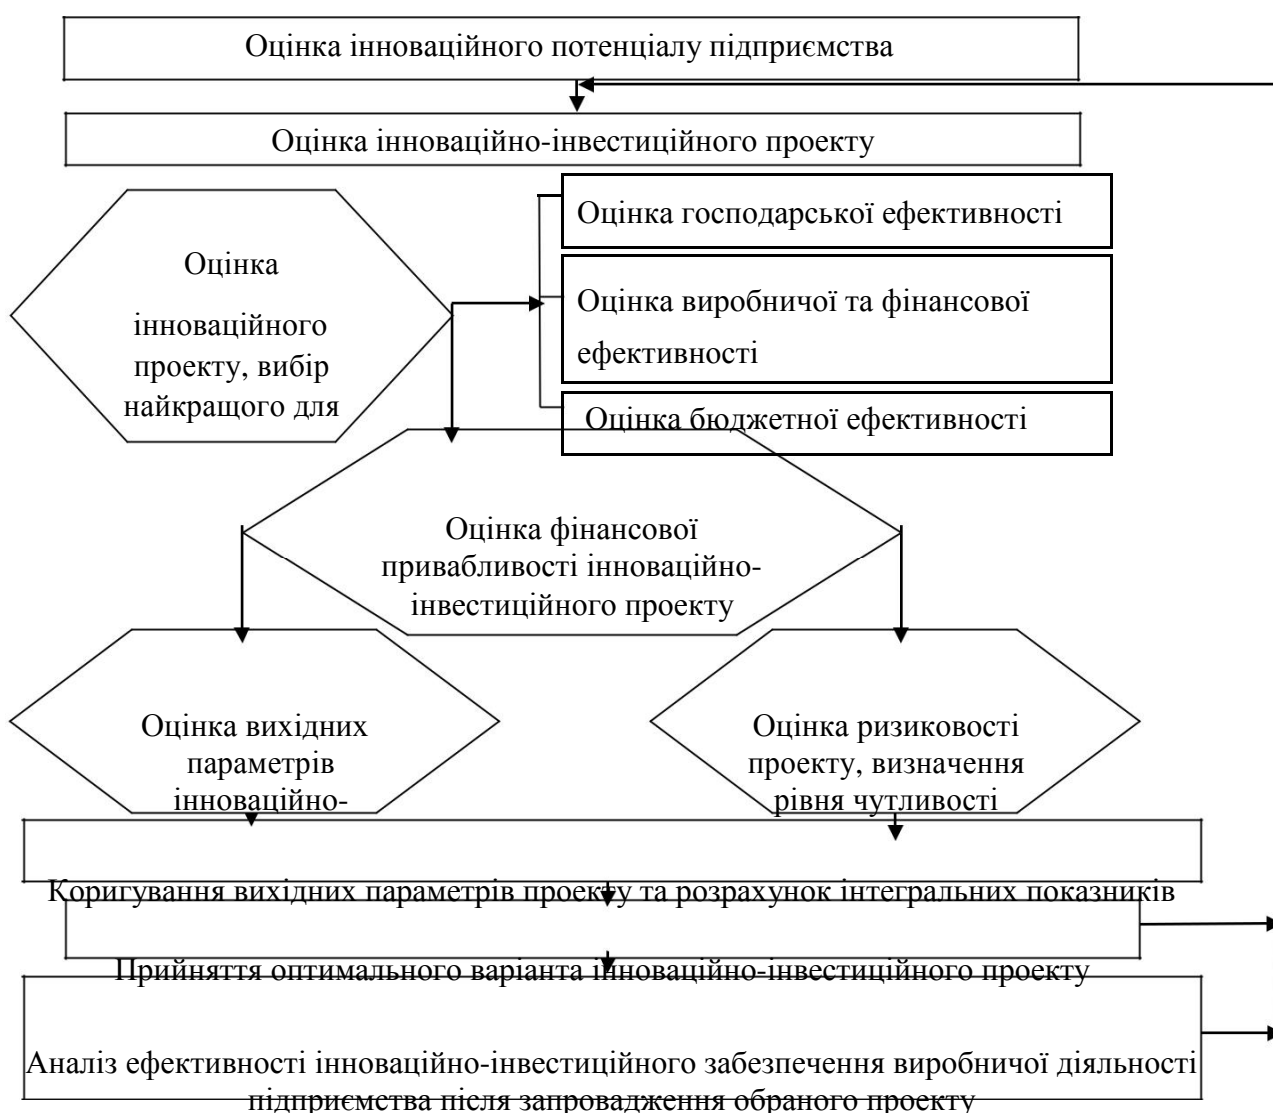 Оцінка інноваційного потенціалу підприємства
Оцінка інноваційно-інвестиційного проекту
Оцінка
інноваційного
проекту, вибір
найкращого для
Оцінка господарської ефективності
Оцінка виробничої та фінансової
ефективності
Оцінка бюджетної ефективності
Оцінка фінансової
привабливості інноваційно-
інвестиційного проекту
Оцінка вихідних
параметрів
інноваційно-
Оцінка ризиковості
проекту, визначення
рівня чутливості
Коригування вихідних параметрів проекту та розрахунок інтегральних показників
Прийняття оптимального варіанта інноваційно-інвестиційного проекту
Аналіз ефективності інноваційно-інвестиційного забезпечення виробничої діяльності
підприємства після запровадження обраного проекту